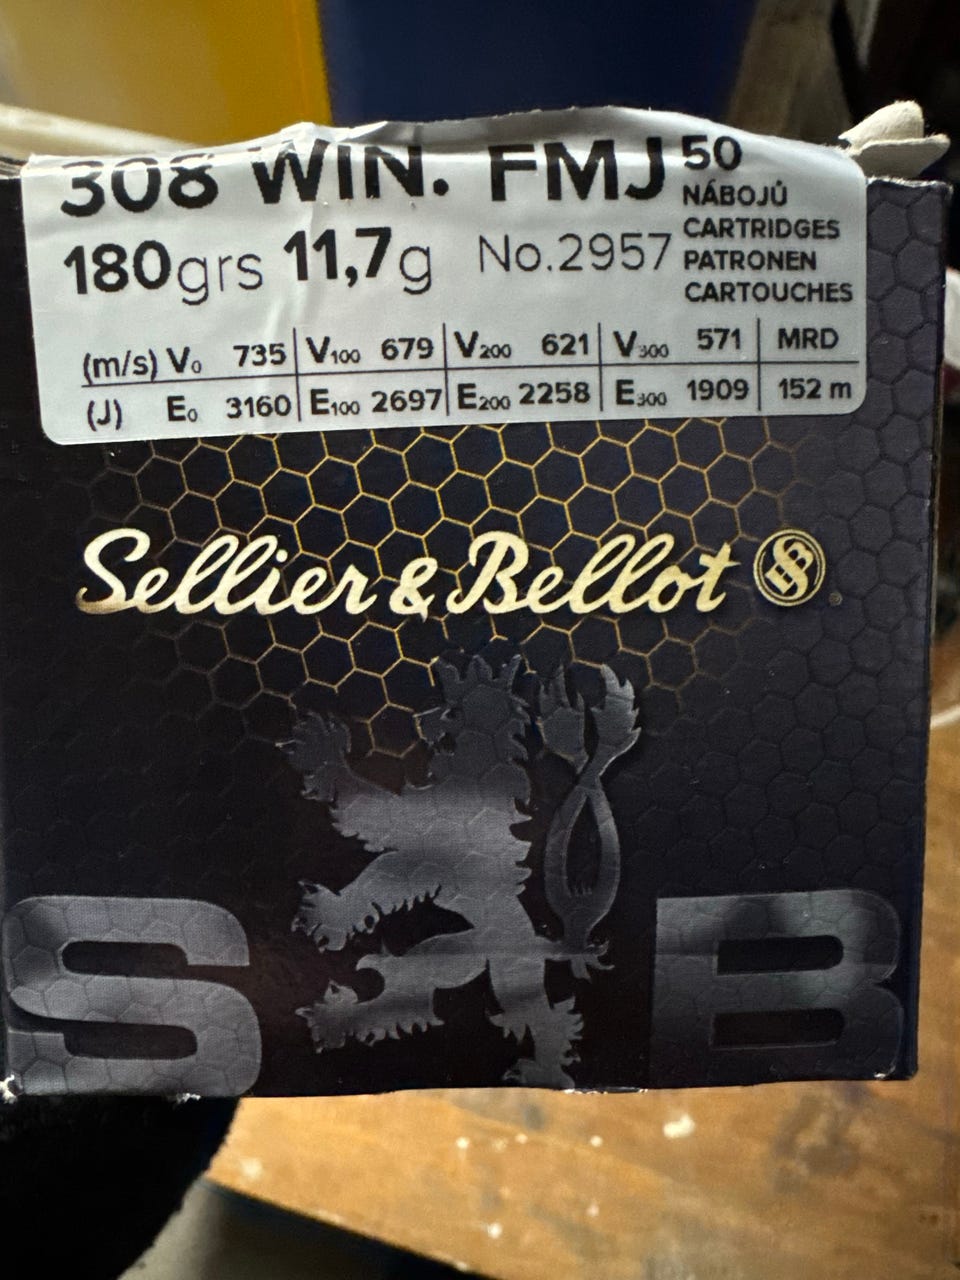 308 WIN. FMJ 50
NÁBOJŮ
CARTRIDGES
PATRONEN
CARTOUCHES
180grs 11,7g No.2957
(m/s) V₀ 735 V₁₀₀ 679 V₂₀₀ 621 V₃₀₀ 571 MRD
(J) E₀ 3160 E₁₀₀ 2697 E₂₀₀ 2258 E₃₀₀ 1909 152 m
Sellier & Bellot SB
S B